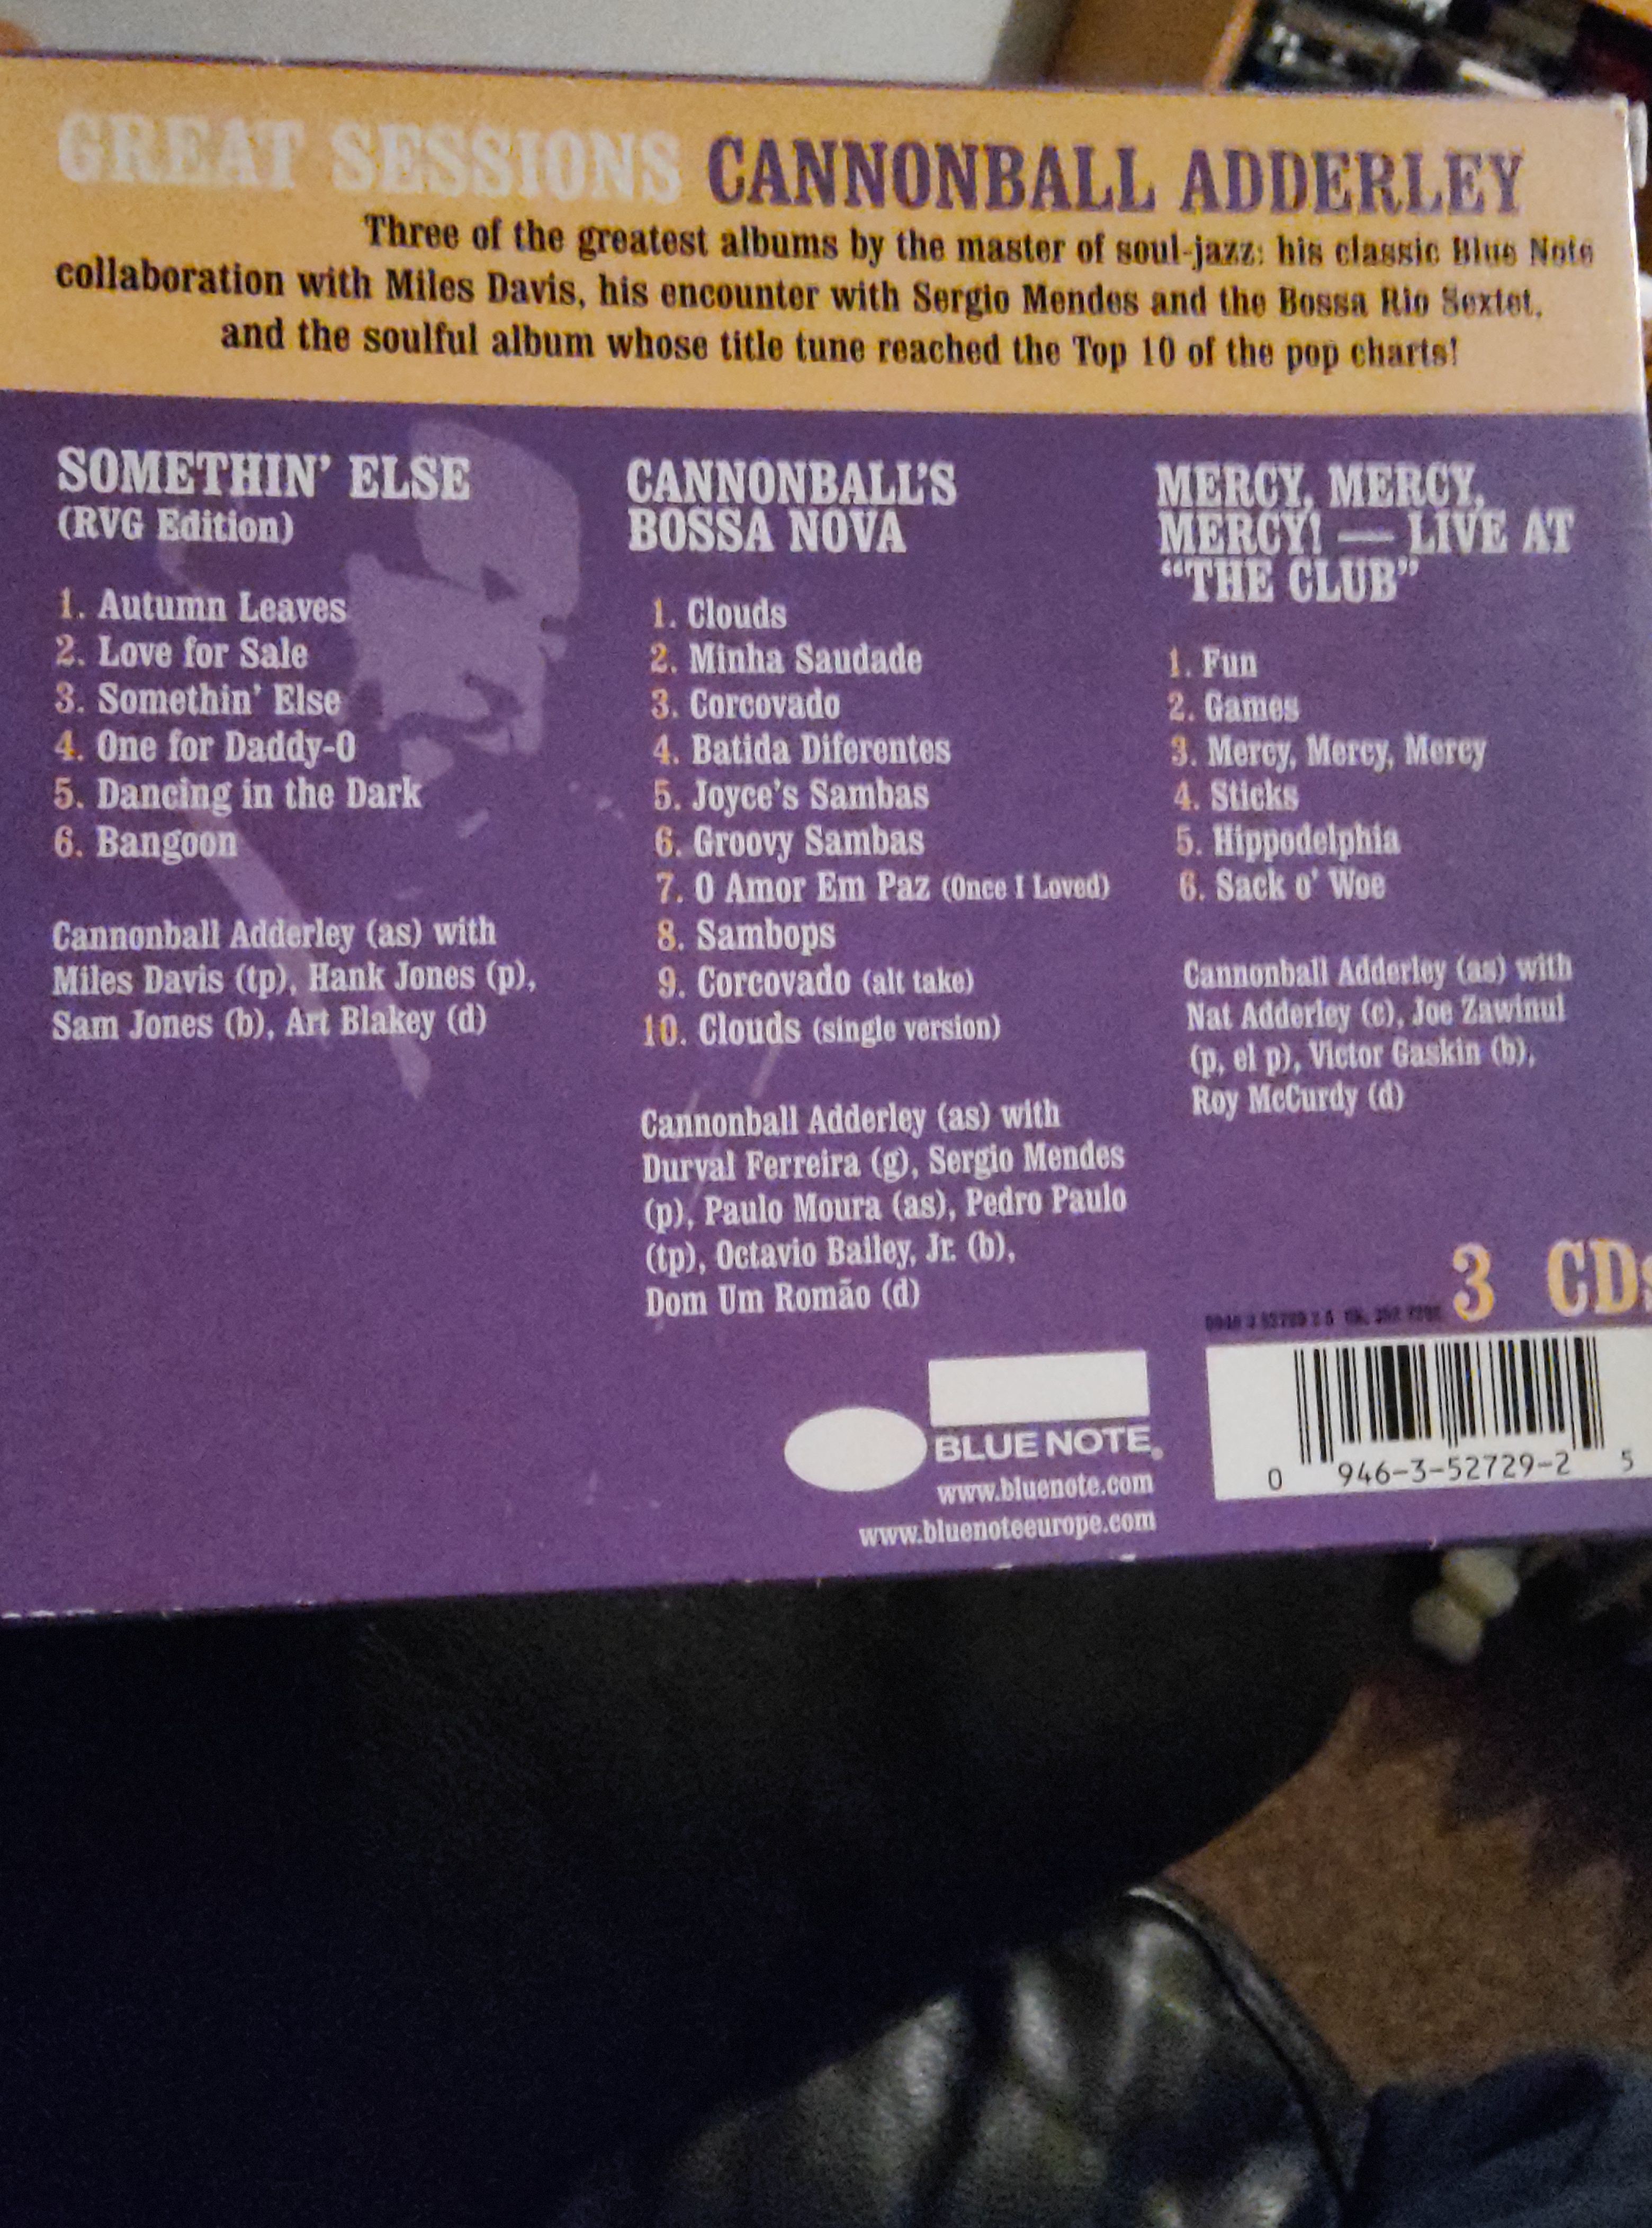 GREAT SESSIONS CANNONBALL ADDERLEY
Three of the greatest albums by the master of soul-jazz: his classic Blue Note
collaboration with Miles Davis, his encounter with Sergio Mendes and the Bossa Rio Sextet,
and the soulful album whose title tune reached the Top 10 of the pop charts!
SOMETHIN' ELSE
(RVG Edition)
1. Autumn Leaves
2. Love for Sale
3. Somethin' Else
4. One for Daddy-O
5. Dancing in the Dark
6. Bangoon
Cannonball Adderley (as) with
Miles Davis (tp), Hank Jones (p),
Sam Jones (b), Art Blakey (d)
CANNONBALL'S
BOSSA NOVA
1. Clouds
2. Minha Saudade
3. Corcovado
4. Batida Diferentes
5. Joyce's Sambas
6. Groovy Sambas
7. O Amor Em Paz (Once I Loved)
8. Sambops
9. Corcovado (alt take)
10. Clouds (single version)
Cannonball Adderley (as) with
Durval Ferreira (g), Sergio Mendes
(p), Paulo Moura (as), Pedro Paulo
(tp), Octavio Bailey, Jr. (b),
Dom Um Romão (d)
MERCY, MERCY,
MERCY! — LIVE AT
"THE CLUB"
1. Fun
2. Games
3. Mercy, Mercy, Mercy
4. Sticks
5. Hippodelphia
6. Sack o' Woe
Cannonball Adderley (as) with
Nat Adderley (c), Joe Zawinul
(p, el p), Victor Gaskin (b),
Roy McCurdy (d)
3 CDs
BLUE NOTE®
www.bluenote.com
www.bluenoteeurope.com
0 946-3-52729-2 5